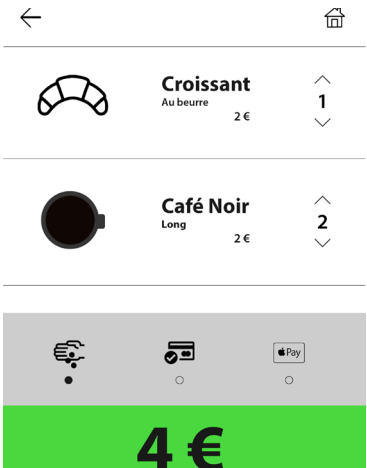 Croissant
Au beurre
2 €
1
Café Noir
Long
2 €
2
Pay
4 €